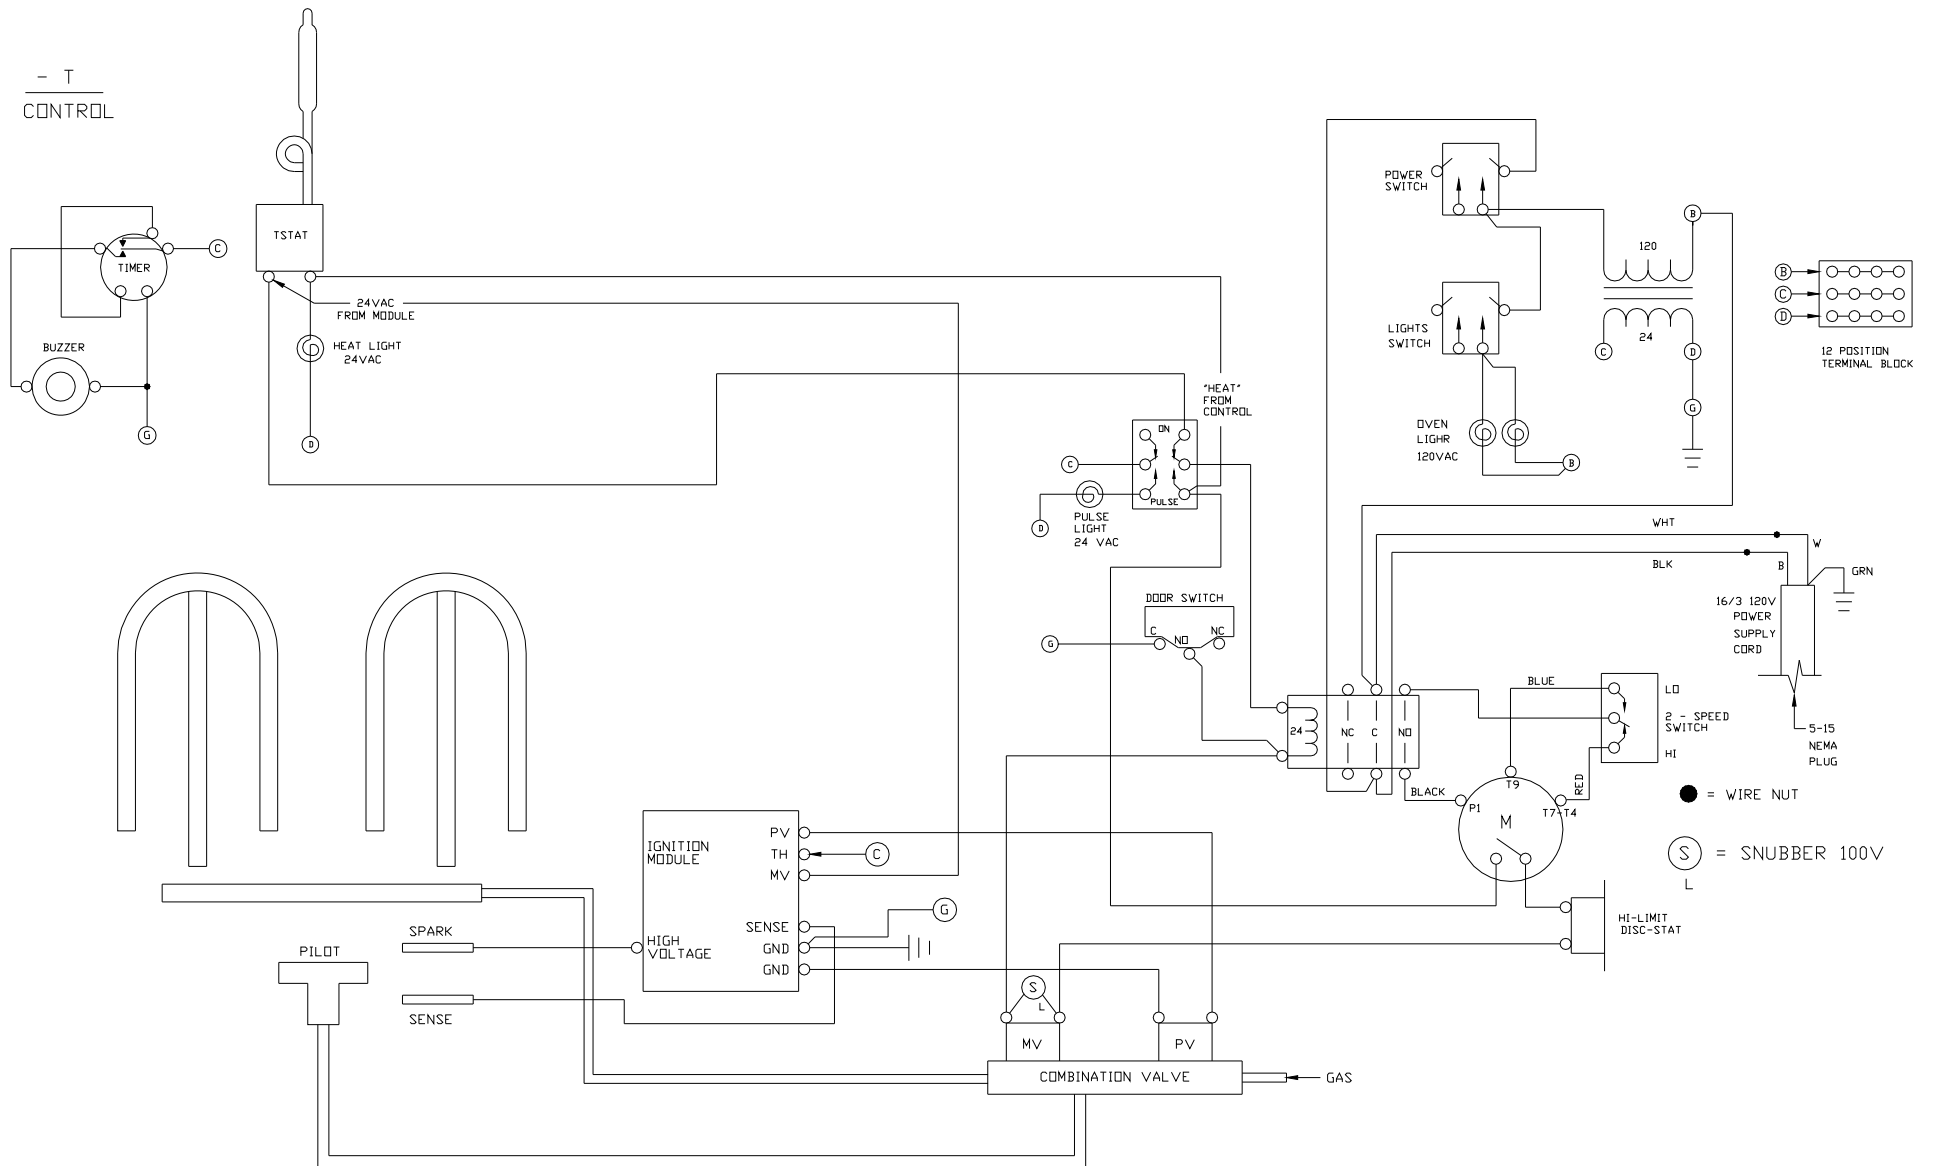 - T
CONTROL
TSTAT
C
TIMER
BUZZER
G
24VAC
FROM MODULE
HEAT LIGHT
24VAC
D
POWER
SWITCH
LIGHTS
SWITCH
B
120
24
C
D
G
B
C
D
12 POSITION
TERMINAL BLOCK
OVEN
LIGHR
120VAC
B
"HEAT"
FROM
CONTROL
ON
C
PULSE
D
PULSE
LIGHT
24 VAC
WHT
BLK
W
B
GRN
16/3 120V
POWER
SUPPLY
CORD
5-15
NEMA
PLUG
DOOR SWITCH
C
NO
NC
G
24
NC
C
NO
BLUE
LO
2 - SPEED
SWITCH
HI
RED
BLACK
T9
P1
T7-T4
M
= WIRE NUT
S
L
= SNUBBER 100V
HI-LIMIT
DISC-STAT
IGNITION
MODULE
PV
TH
MV
C
SENSE
GND
GND
G
HIGH
VOLTAGE
SPARK
PILOT
SENSE
S
L
MV
PV
COMBINATION VALVE
GAS